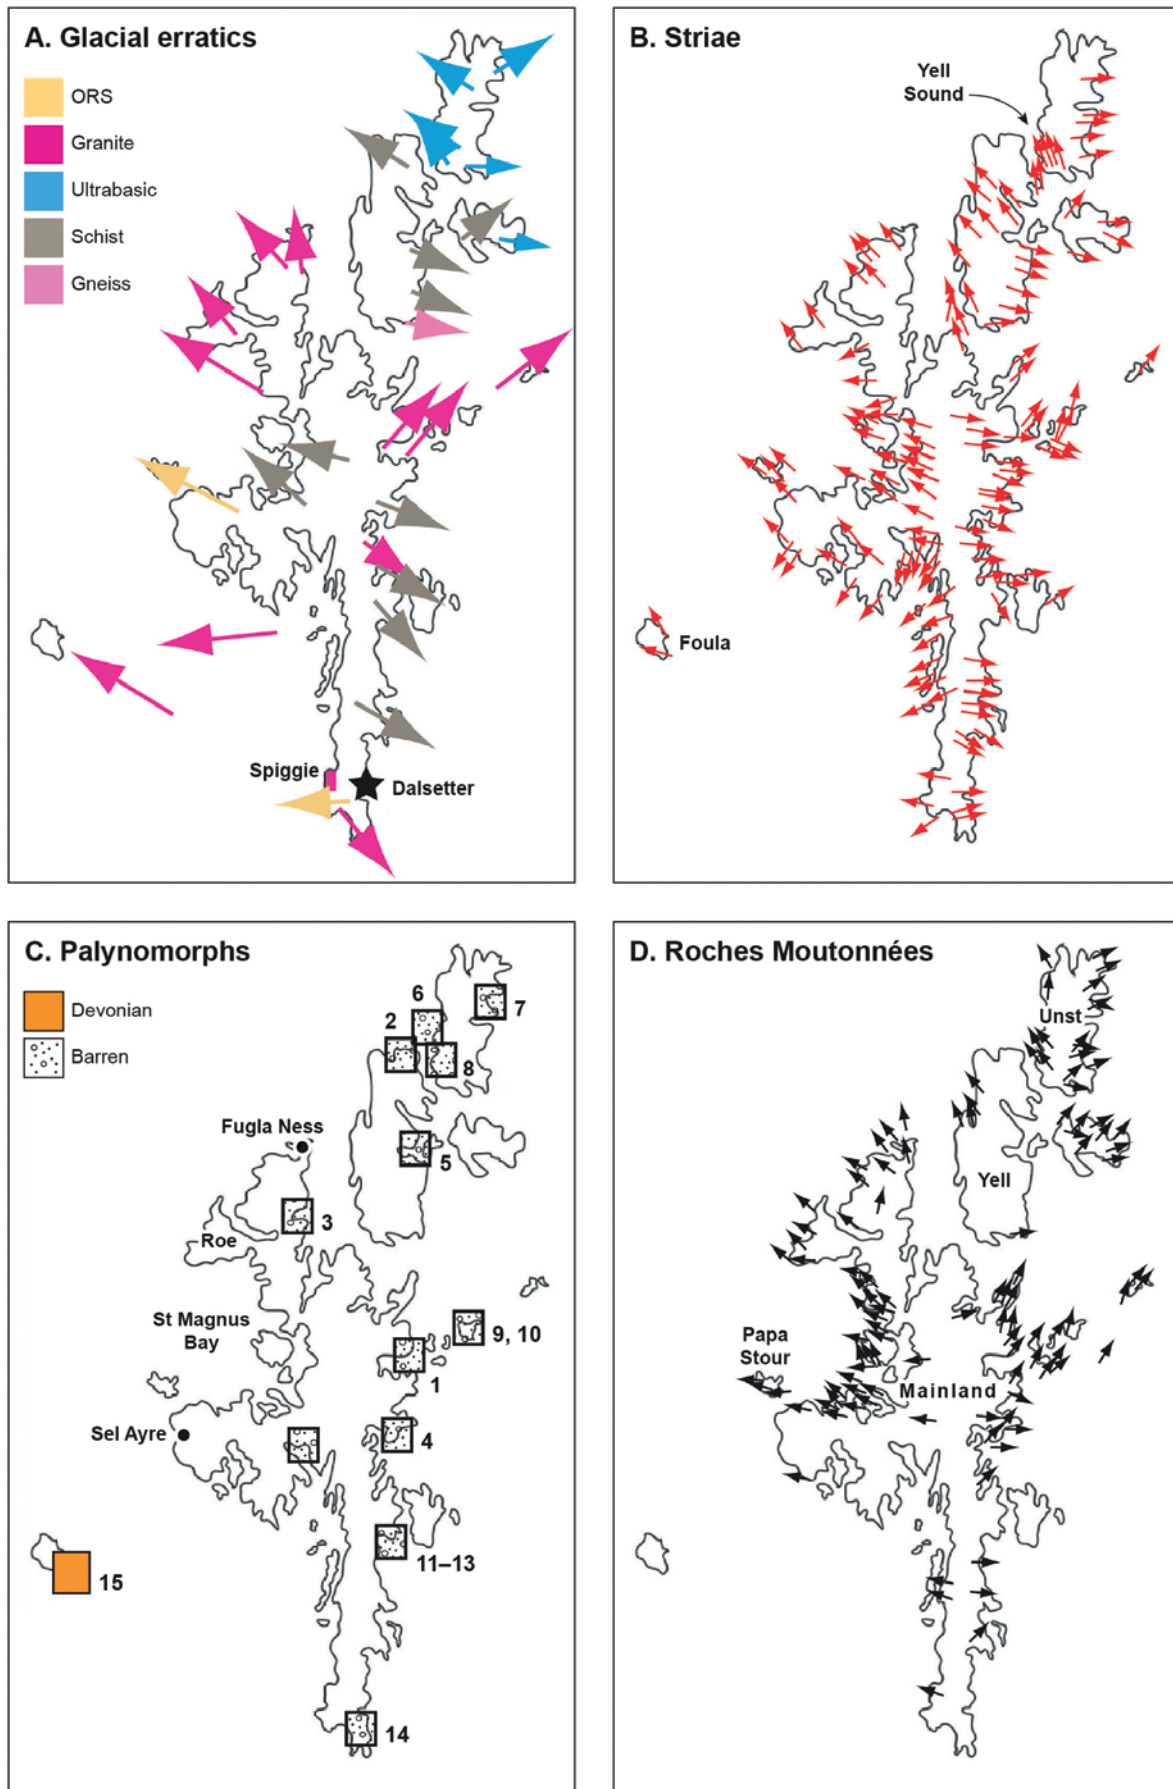 A. Glacial erratics
ORS
Granite
Ultrabasic
Schist
Gneiss
Spiggie
Dalsetter
B. Striae
Yell
Sound
Foula
C. Palynomorphs
Devonian
Barren
6
7
2
8
Fugla Ness
5
3
Roe
St Magnus
Bay
9, 10
1
Sel Ayre
4
11–13
15
14
D. Roches Moutonnées
Unst
Yell
Papa
Stour
Mainland